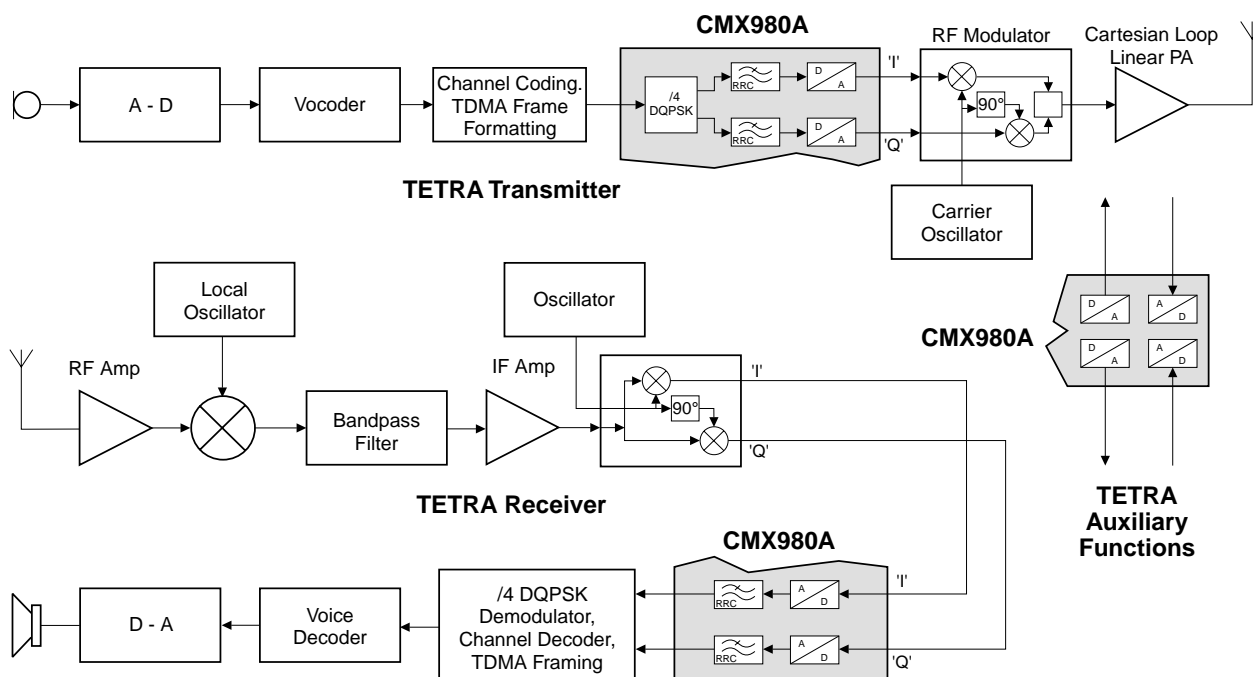 CMX980A
RF Modulator
Cartesian Loop
Linear PA
A - D
Vocoder
Channel Coding.
TDMA Frame
Formatting
/4
DQPSK
RRC
D
A
'I'
RRC
D
A
'Q'
90°
TETRA Transmitter
Carrier
Oscillator
Local
Oscillator
Oscillator
RF Amp
IF Amp
Bandpass
Filter
90°
'I'
'Q'
TETRA Receiver
CMX980A
D
A
A
D
D
A
A
D
TETRA
Auxiliary
Functions
CMX980A
D - A
Voice
Decoder
/4 DQPSK
Demodulator,
Channel Decoder,
TDMA Framing
RRC
A
D
'I'
RRC
A
D
'Q'